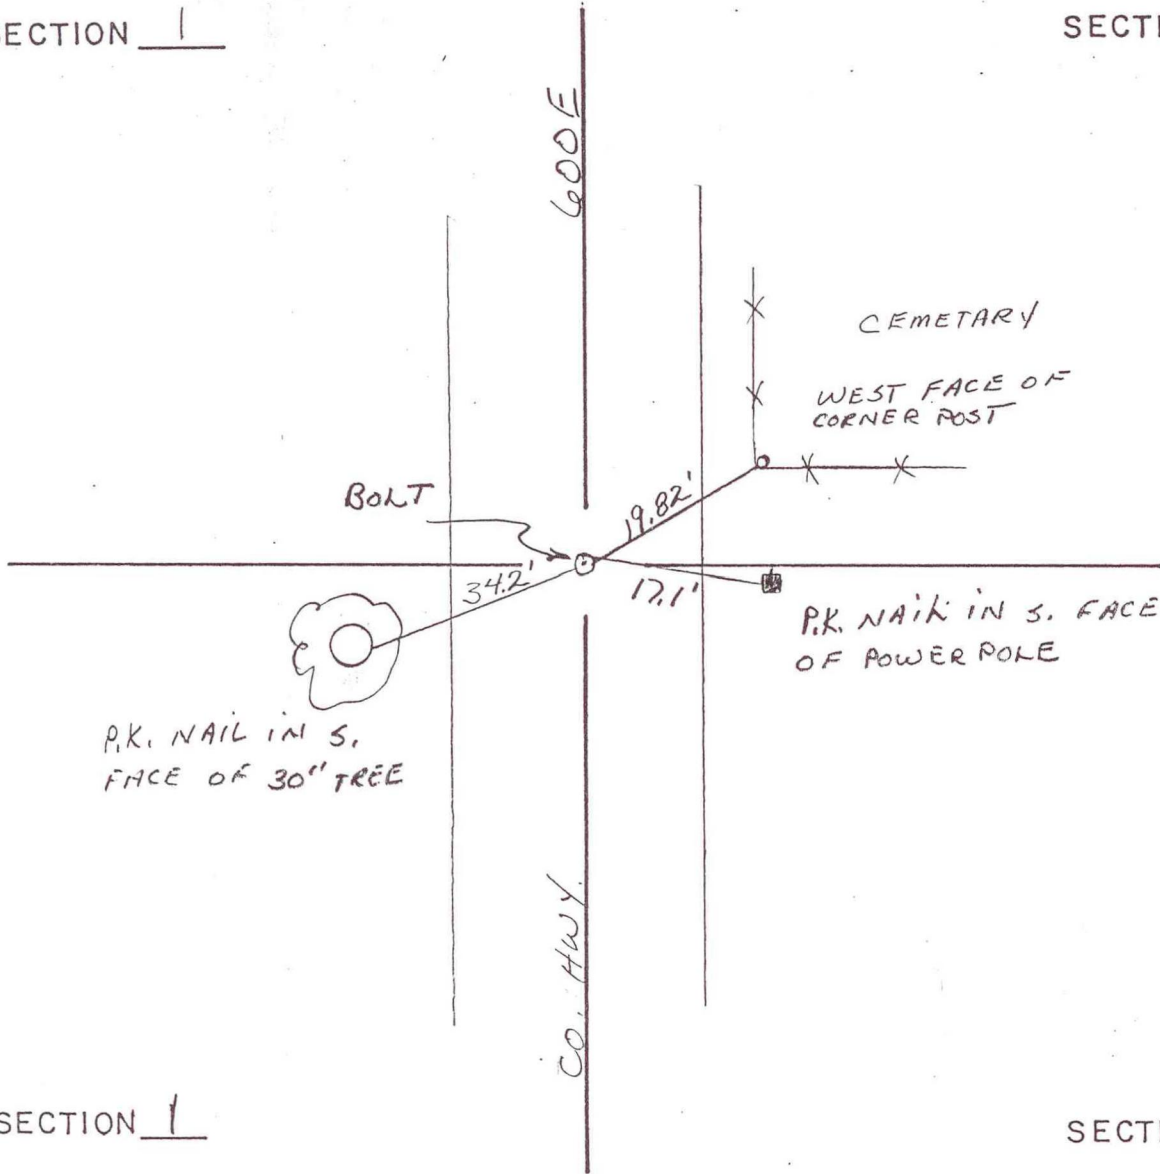 SECTION 1
SECTI
600E
CEMETARY
WEST FACE OF
CORNER POST
BOLT
19.82'
34.2'
17.1'
P.K. NAIL IN S. FACE
OF POWER POLE
P.K. NAIL IN S.
FACE OF 30" TREE
CO. HWY.
SECTION 1
SECTI